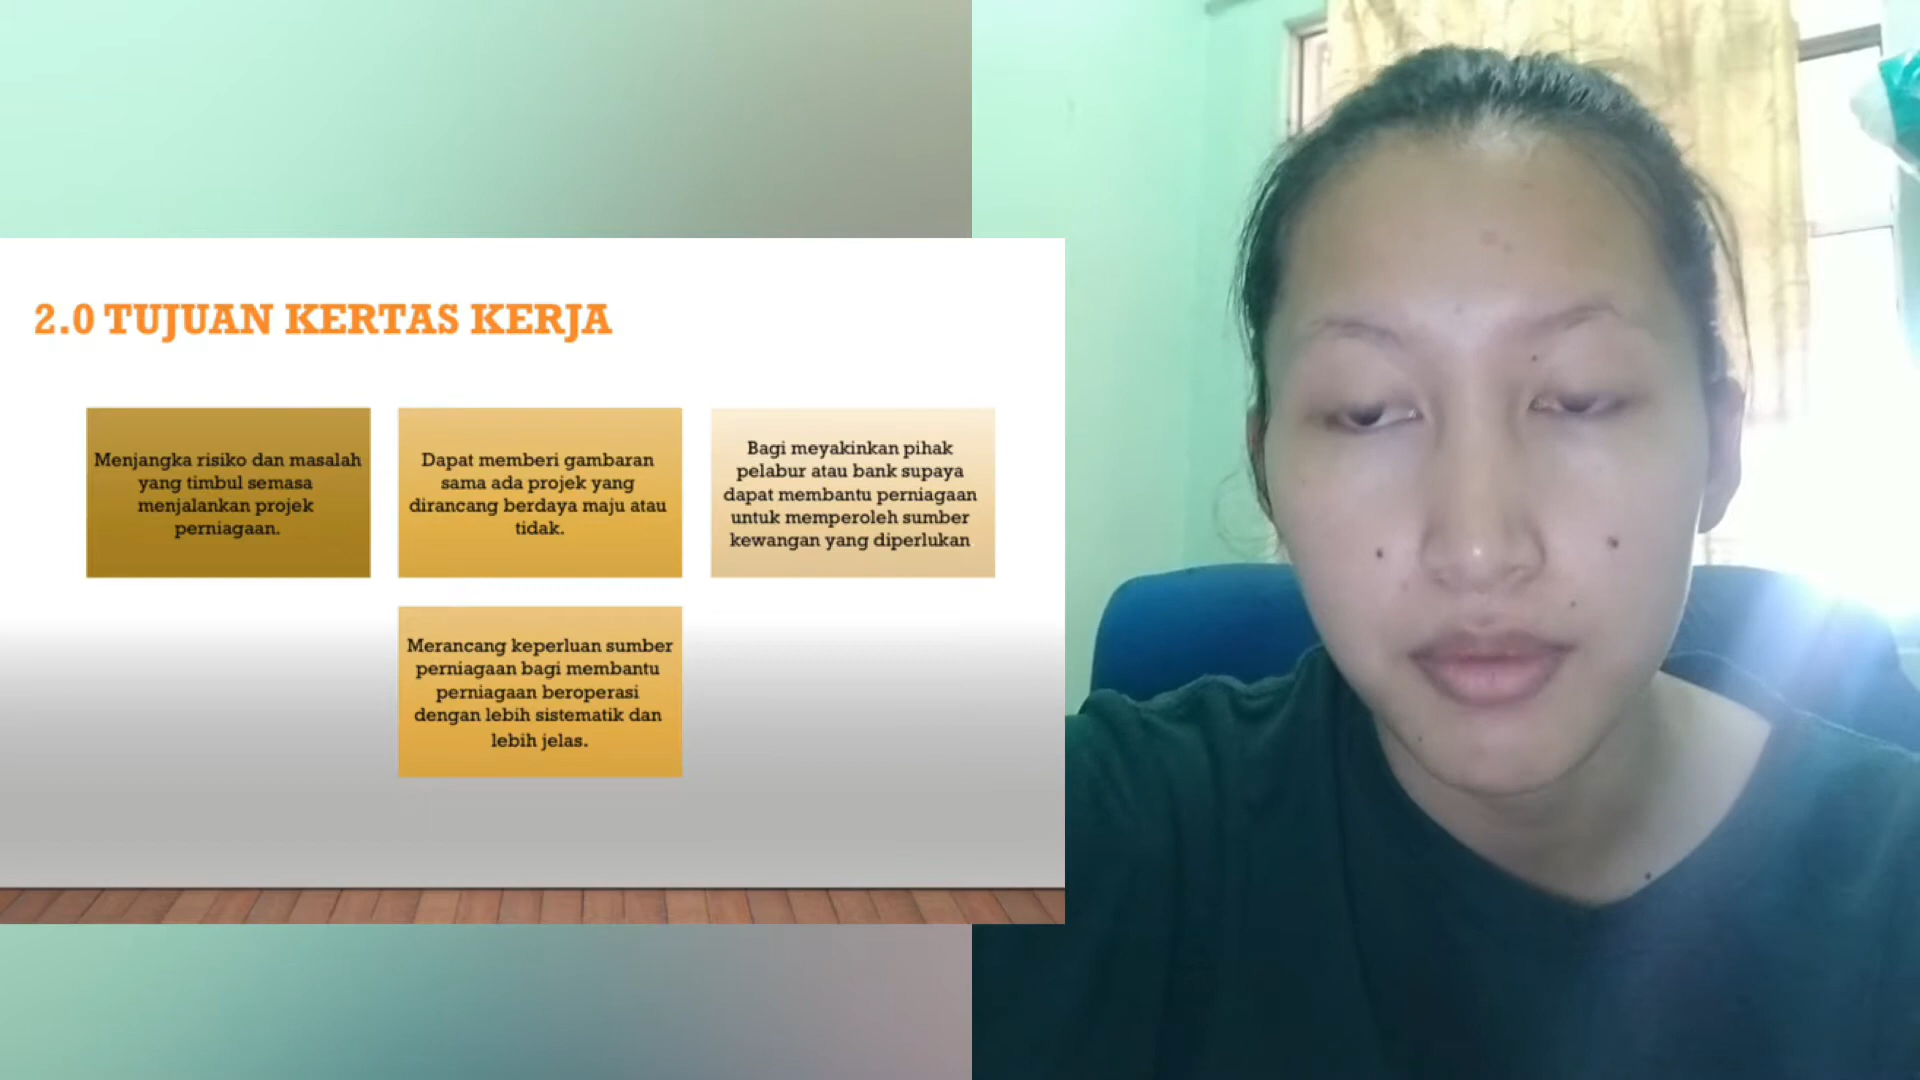 2.0 TUJUAN KERTAS KERJA
Menjangka risiko dan masalah
yang timbul semasa
menjalankan projek
perniagaan.
Dapat memberi gambaran
sama ada projek yang
dirancang berdaya maju atau
tidak.
Bagi meyakinkan pihak
pelabur atau bank supaya
dapat membantu perniagaan
untuk memperoleh sumber
kewangan yang diperlukan
Merancang keperluan sumber
perniagaan bagi membantu
perniagaan beroperasi
dengan lebih sistematik dan
lebih jelas.